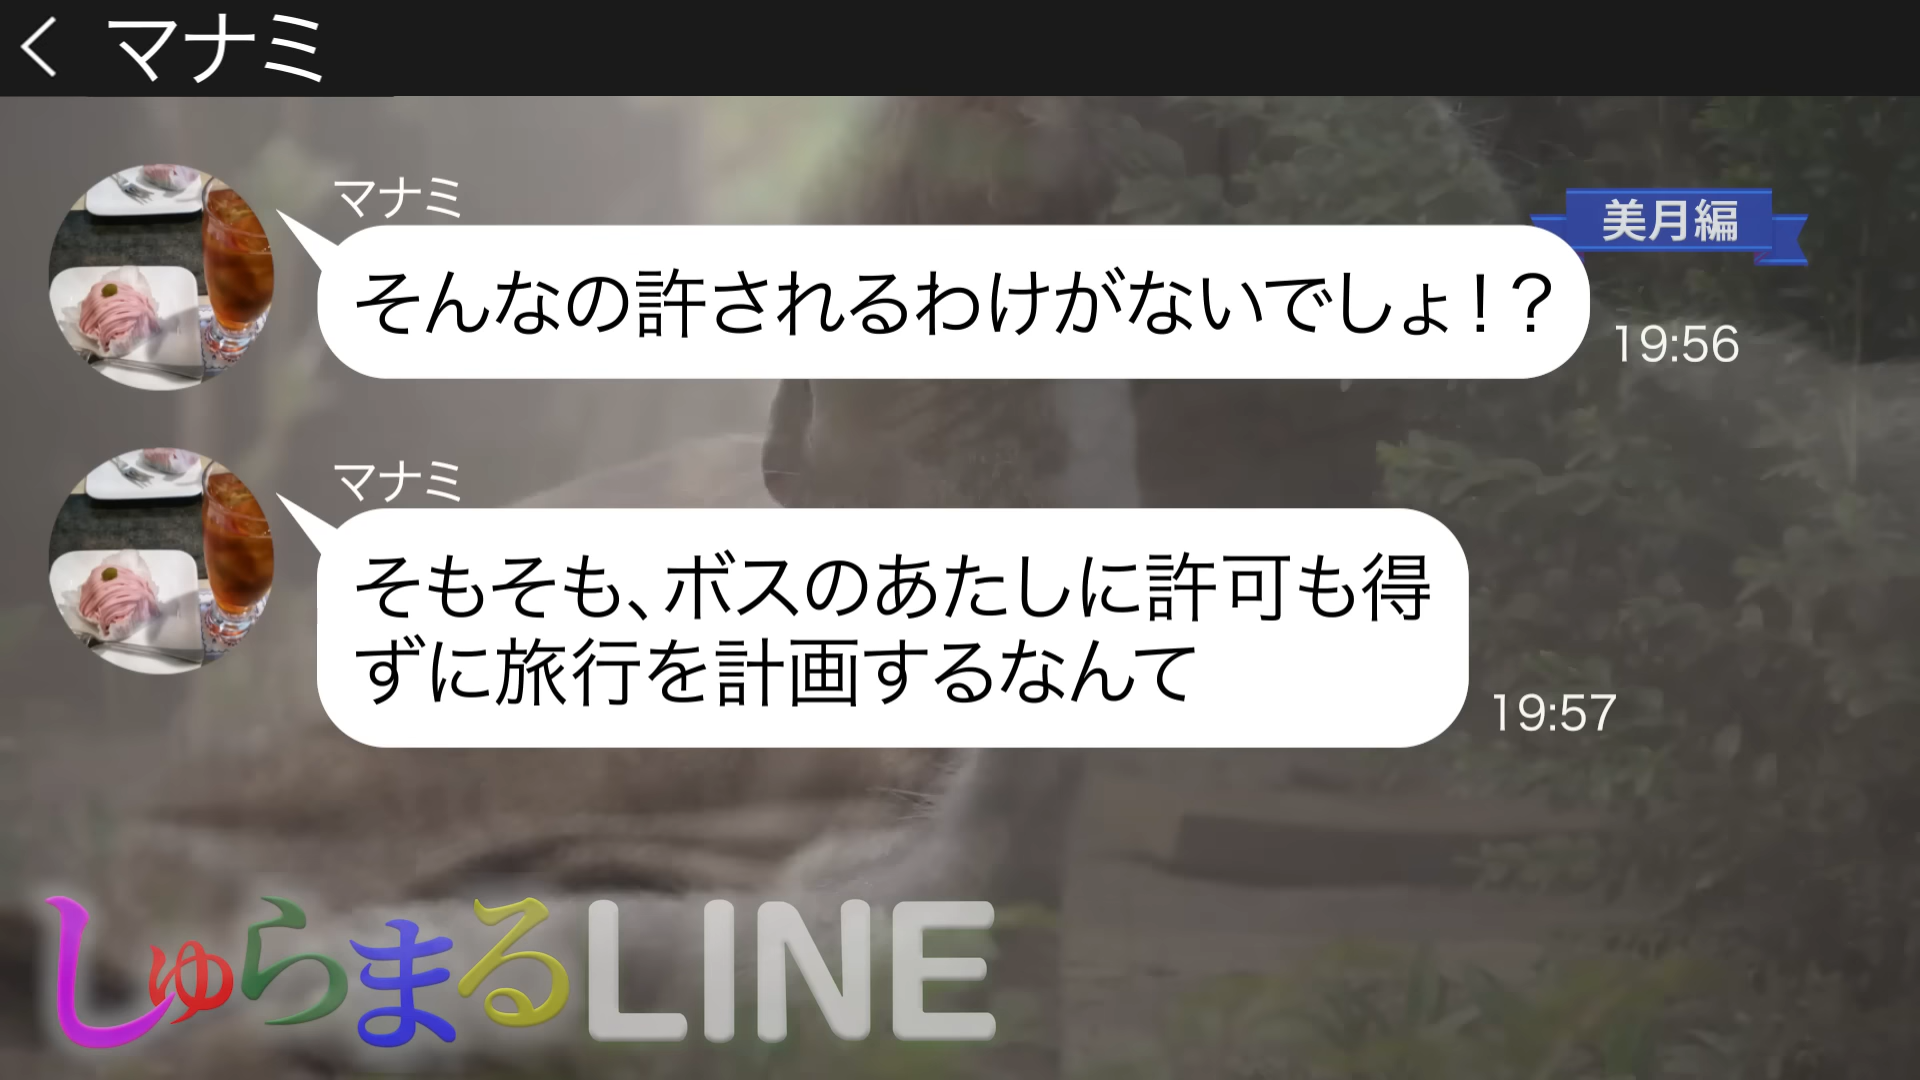 マナミ
マナミ
美月編
そんなの許されるわけがないでしょ！？
19:56
マナミ
そもそも、ボスのあたしに許可も得
ずに旅行を計画するなんて
19:57
しゅらまるLINE